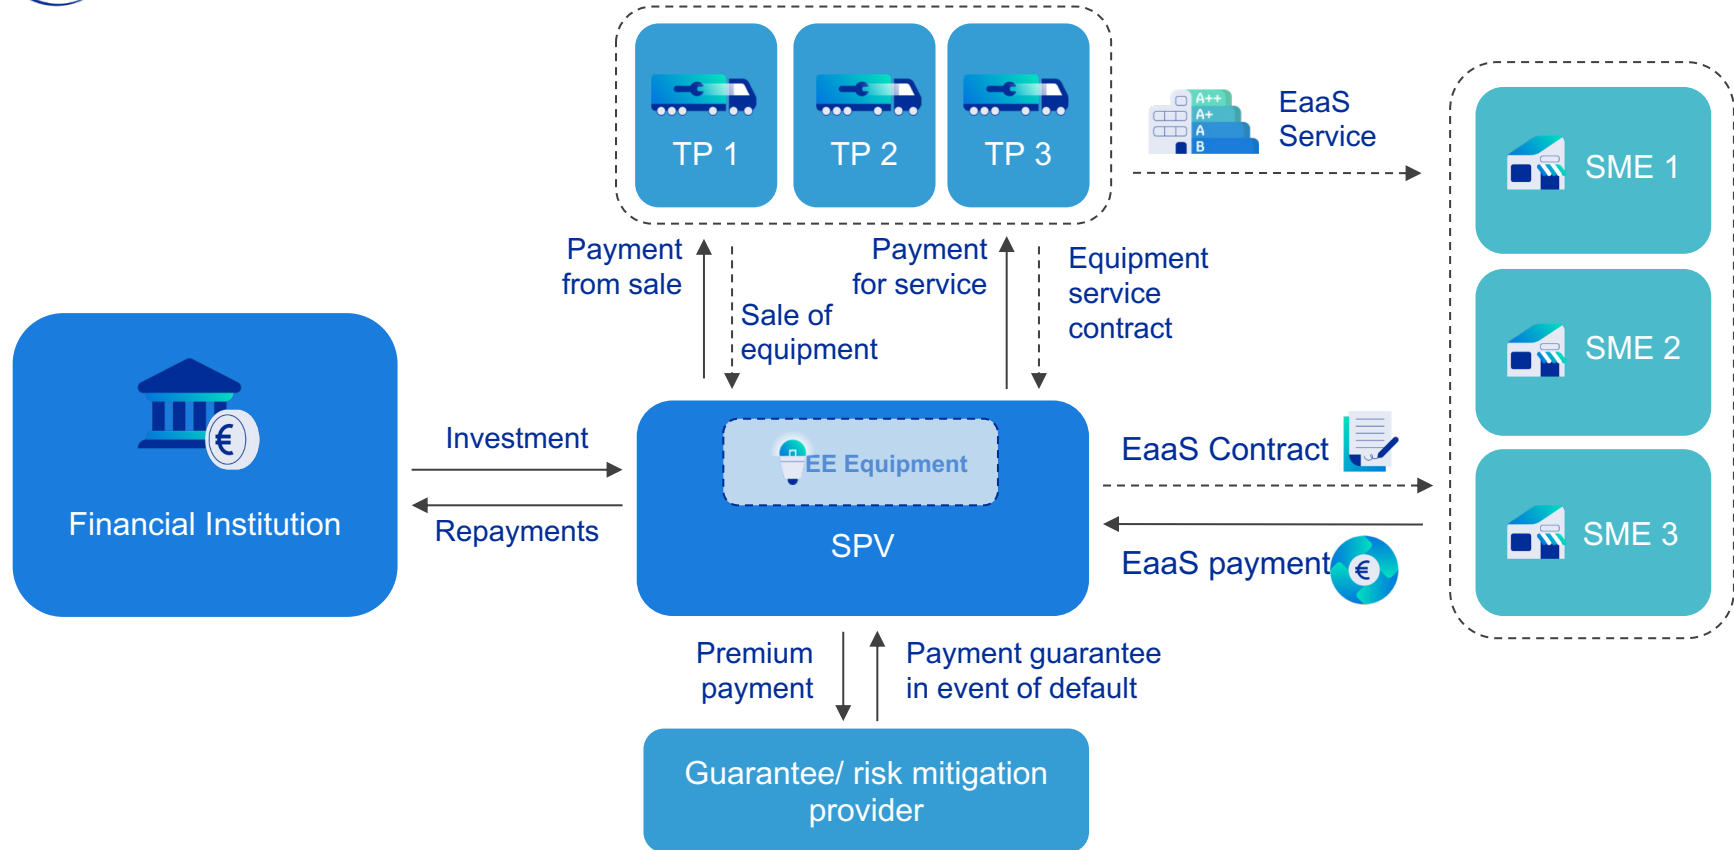 TP 1
TP 2
TP 3
A++
A+
A
B
EaaS
Service
SME 1
SME 2
SME 3
Payment
from sale
Sale of
equipment
Payment
for service
Equipment
service
contract
€
Financial Institution
Investment
Repayments
EE Equipment
SPV
EaaS Contract
EaaS payment
€
Premium
payment
Payment guarantee
in event of default
Guarantee/ risk mitigation
provider